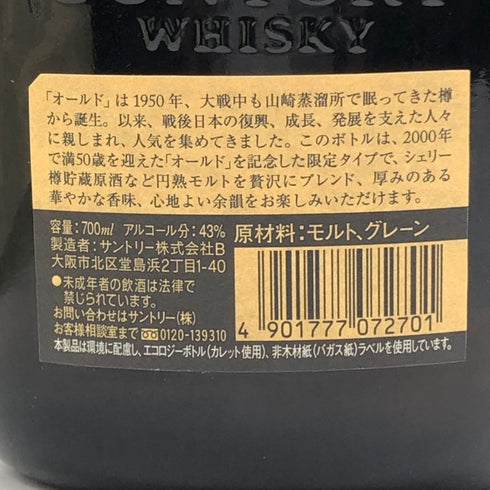 WHISKY
「オールド」は1950年、大戦中も山崎蒸溜所で眠ってきた樽
から誕生。以来、戦後日本の復興、成長、発展を支えた人々
に親しまれ、人気を集めてきました。このボトルは、2000年
で満50歳を迎えた「オールド」を記念した限定タイプで、シェリー
樽貯蔵原酒など円熟モルトを贅沢にブレンド、厚みのある
華やかな香味、心地よい余韻をお楽しみいただけます。
容量:700ml アルコール分:43%
製造者:サントリー株式会社B
大阪市北区堂島浜2丁目1-40
●未成年者の飲酒は法律で
禁じられています。
お問い合わせはサントリー(株)
お客様相談室まで 0120-139310
原材料:モルト、グレーン
4 901777 072701
本製品は環境に配慮し、エコロジーボトル(カレット使用)、非木材紙(バガス紙)ラベルを使用しています。